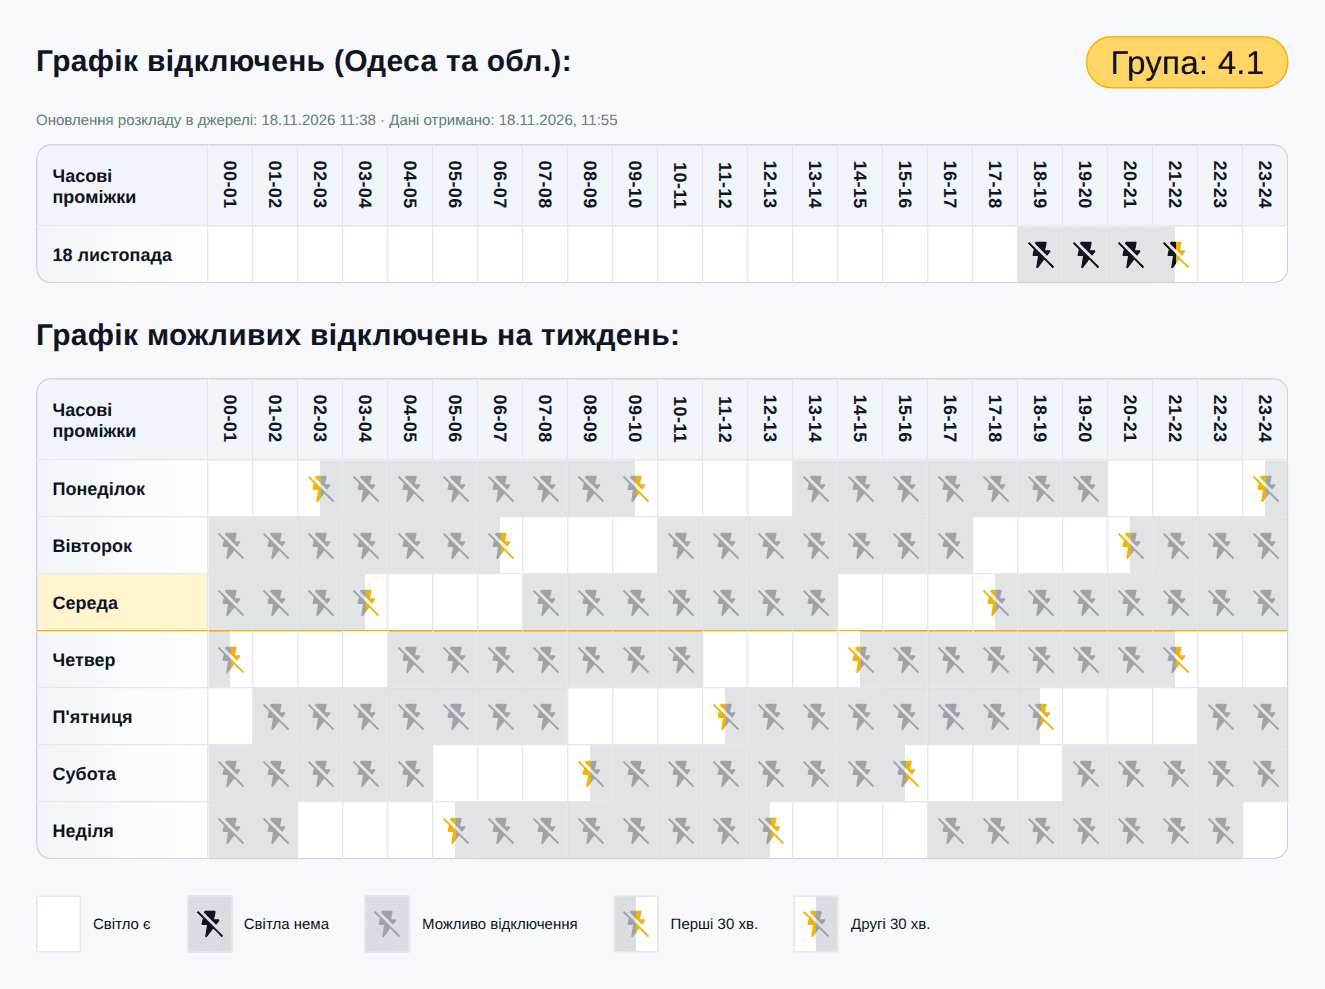 Графік відключень (Одеса та обл.):
Група: 4.1
Оновлення розкладу в джерелі: 18.11.2026 11:38 · Дані отримано: 18.11.2026, 11:55
Часові проміжки 00-01 01-02 02-03 03-04 04-05 05-06 06-07 07-08 08-09 09-10 10-11 11-12 12-13 13-14 14-15 15-16 16-17 17-18 18-19 19-20 20-21 21-22 22-23 23-24
18 листопада
Графік можливих відключень на тиждень:
Часові проміжки 00-01 01-02 02-03 03-04 04-05 05-06 06-07 07-08 08-09 09-10 10-11 11-12 12-13 13-14 14-15 15-16 16-17 17-18 18-19 19-20 20-21 21-22 22-23 23-24
Понеділок
Вівторок
Середа
Четвер
П'ятниця
Субота
Неділя
Світло є Світла нема Можливо відключення Перші 30 хв. Другі 30 хв.